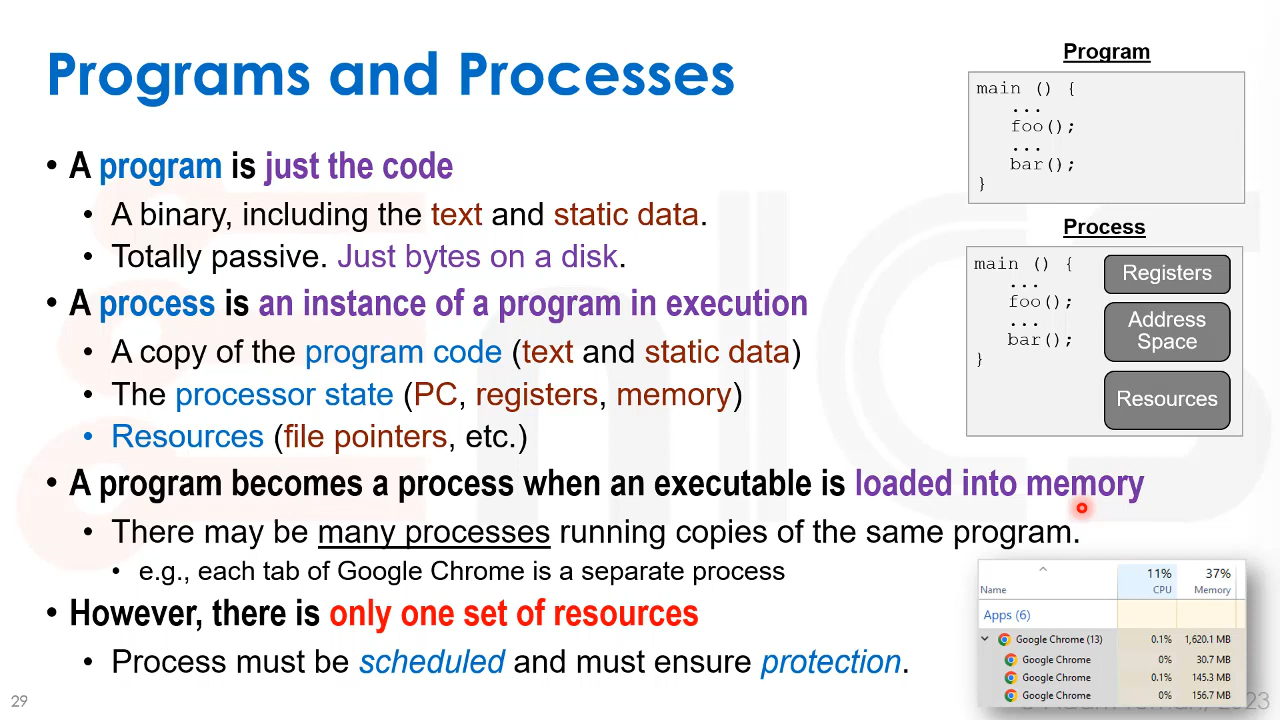 Programs and Processes
• A program is just the code
• A binary, including the text and static data.
• Totally passive. Just bytes on a disk.
• A process is an instance of a program in execution
• A copy of the program code (text and static data)
• The processor state (PC, registers, memory)
• Resources (file pointers, etc.)
• A program becomes a process when an executable is loaded into memory
• There may be many processes running copies of the same program.
• e.g., each tab of Google Chrome is a separate process
• However, there is only one set of resources
• Process must be scheduled and must ensure protection.
Program
main () {
...
foo();
...
bar();
}
Process
main () {
...
foo();
...
bar();
}
Registers
Address
Space
Resources
11% 37%
Name CPU Memory
Apps (6)
Google Chrome (13) 0.1% 1,620.1 MB
Google Chrome 0% 30.7 MB
Google Chrome 0.1% 145.3 MB
Google Chrome 0% 156.7 MB
29